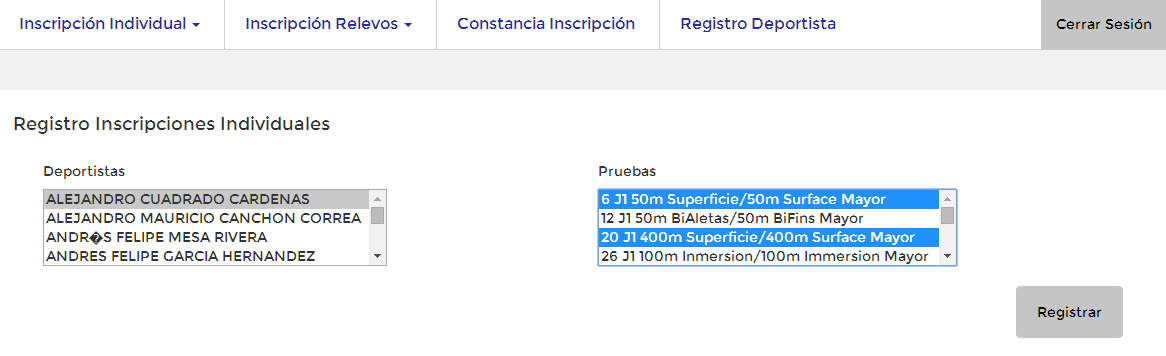 Inscripción Individual Inscripción Relevos Constancia Inscripción Registro Deportista Cerrar Sesión
Registro Inscripciones Individuales
Deportistas Pruebas
ALEJANDRO CUADRADO CARDENAS 6 J1 50m Superficie/50m Surface Mayor
ALEJANDRO MAURICIO CANCHON CORREA 12 J1 50m BiAletas/50m BiFins Mayor
ANDR�S FELIPE MESA RIVERA 20 J1 400m Superficie/400m Surface Mayor
ANDRES FELIPE GARCIA HERNANDEZ 26 J1 100m Inmersion/100m Immersion Mayor
Registrar